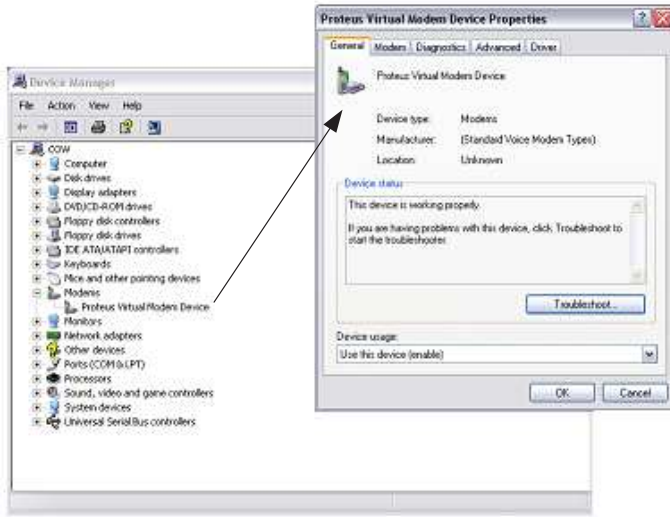 Device Manager
File Action View Help
COW
Computer
Disk drives
Display adapters
DVD/CD-ROM drives
Floppy disk controllers
Floppy disk drives
IDE ATA/ATAPI controllers
Keyboards
Mice and other pointing devices
Modems
Proteus Virtual Modem Device
Monitors
Network adapters
Other devices
Ports (COM & LPT)
Processors
Sound, video and game controllers
System devices
Universal Serial Bus controllers
Proteus Virtual Modem Device Properties
General Modem Diagnostics Advanced Driver
Proteus Virtual Modem Device
Device type: Modems
Manufacturer: (Standard Voice Modem Types)
Location: Unknown
Device status
This device is working properly.
If you are having problems with this device, click Troubleshoot to
start the troubleshooter.
Troubleshoot...
Device usage:
Use this device (enable)
OK Cancel